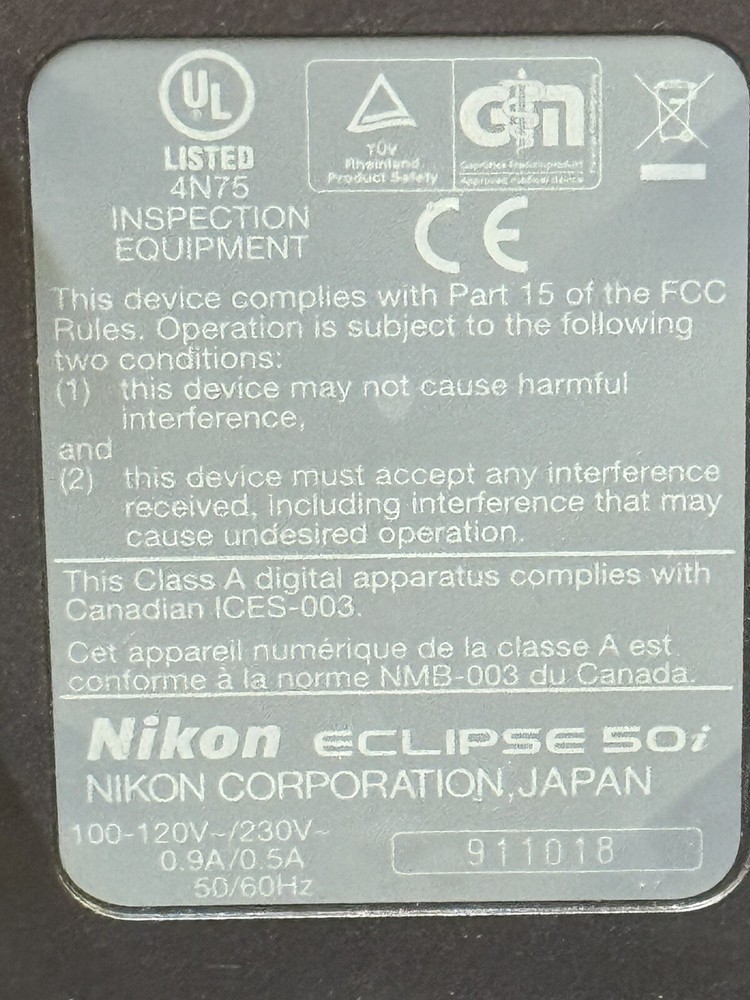 UL
®
LISTED
4N75
INSPECTION
EQUIPMENT
TÜV
Rheinland
Product Safety
Approved medical device
CE
This device complies with Part 15 of the FCC
Rules. Operation is subject to the following
two conditions:
(1) this device may not cause harmful
interference,
and
(2) this device must accept any interference
received, including interference that may
cause undesired operation.
This Class A digital apparatus complies with
Canadian ICES-003.
Cet appareil numérique de la classe A est
conforme à la norme NMB-003 du Canada.
Nikon ECLIPSE 50i
NIKON CORPORATION, JAPAN
100-120V~/230V~
0.9A/0.5A
50/60Hz
911018